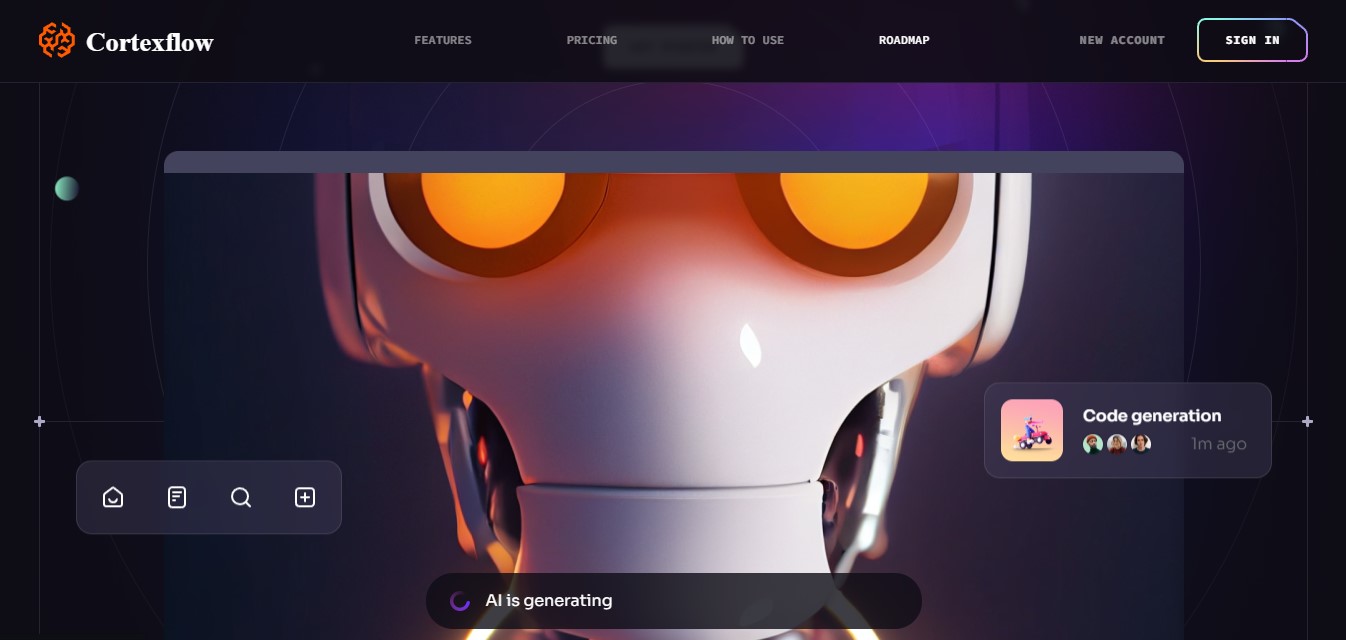 Cortexflow
FEATURES
PRICING
HOW TO USE
ROADMAP
NEW ACCOUNT
SIGN IN
Code generation
1m ago
AI is generating